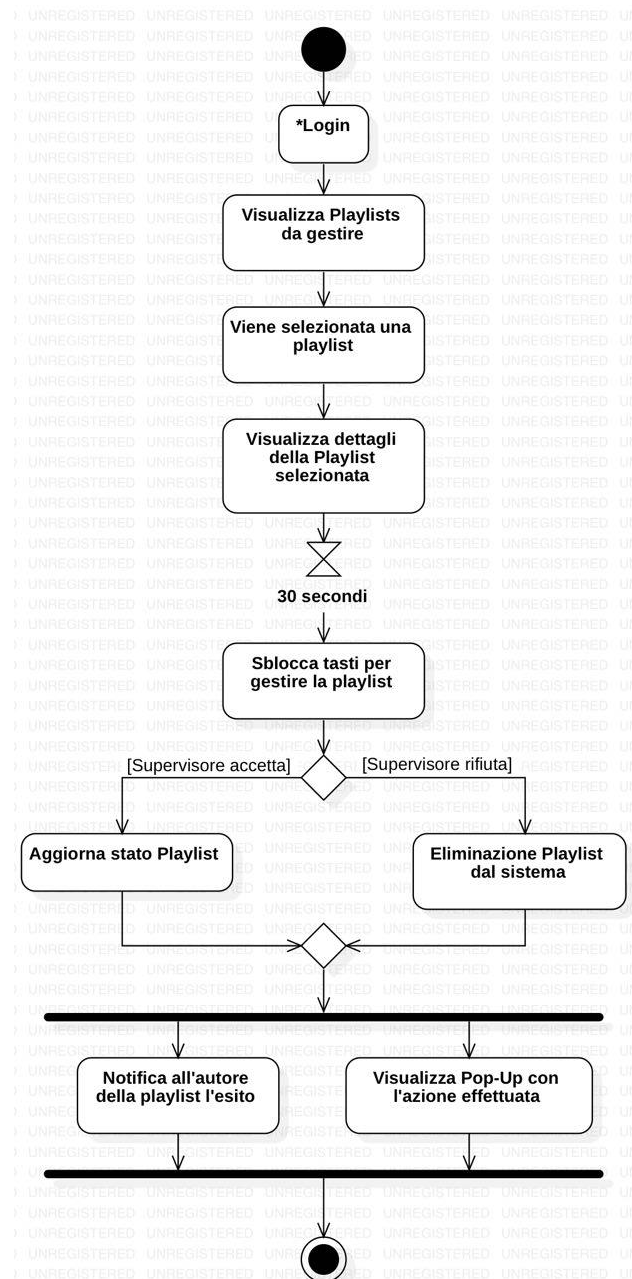 *Login
Visualizza Playlists
da gestire
Viene selezionata una
playlist
Visualizza dettagli
della Playlist
selezionata
30 secondi
Sblocca tasti per
gestire la playlist
[Supervisore accetta]
[Supervisore rifiuta]
Aggiorna stato Playlist
Eliminazione Playlist
dal sistema
Notifica all'autore
della playlist l'esito
Visualizza Pop-Up con
l'azione effettuata